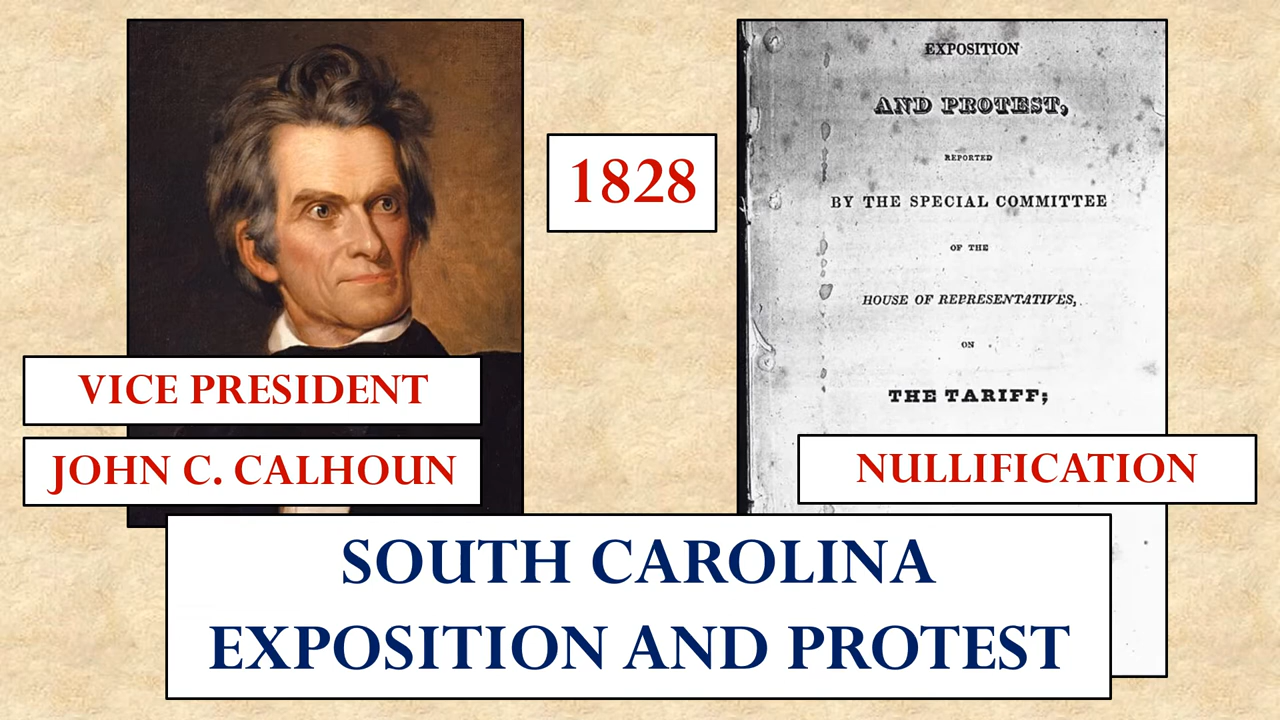 EXPOSITION
AND PROTEST,
REPORTED
BY THE SPECIAL COMMITTEE
OF THE
HOUSE OF REPRESENTATIVES,
ON
THE TARIFF;
1828
VICE PRESIDENT
JOHN C. CALHOUN
NULLIFICATION
SOUTH CAROLINA
EXPOSITION AND PROTEST